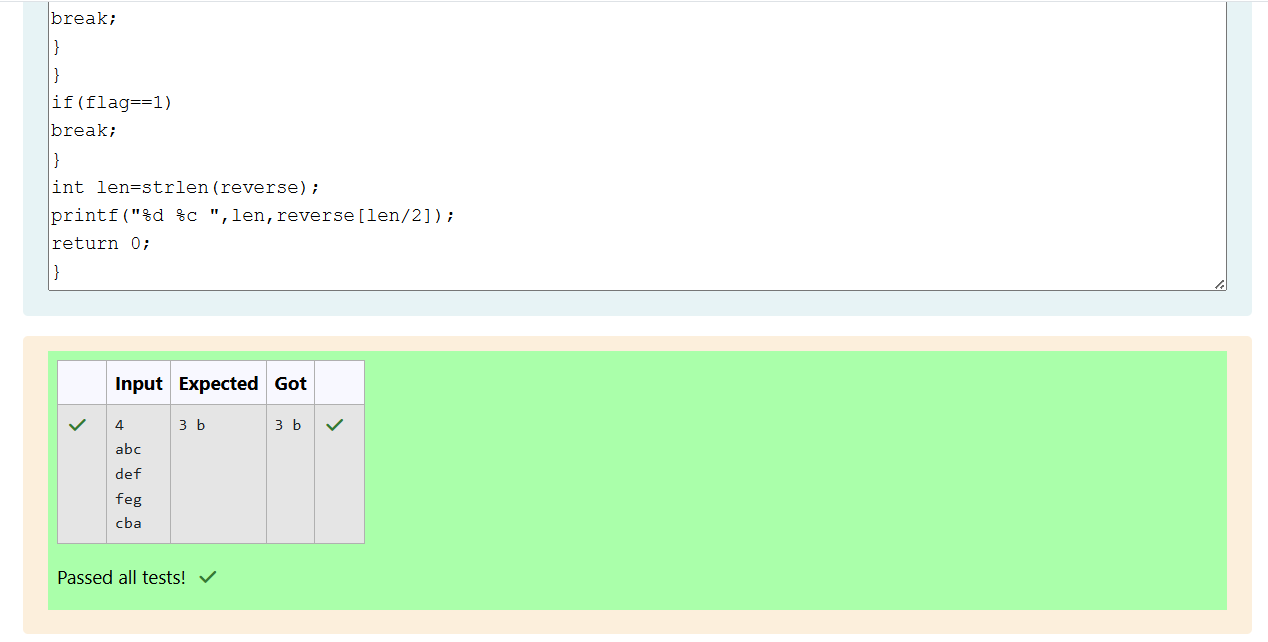 break;
}
}
if(flag==1)
break;
}
int len=strlen(reverse);
printf("%d %c ",len,reverse[len/2]);
return 0;
}
Input Expected Got
4 3 b 3 b
abc
def
feg
cba
Passed all tests!